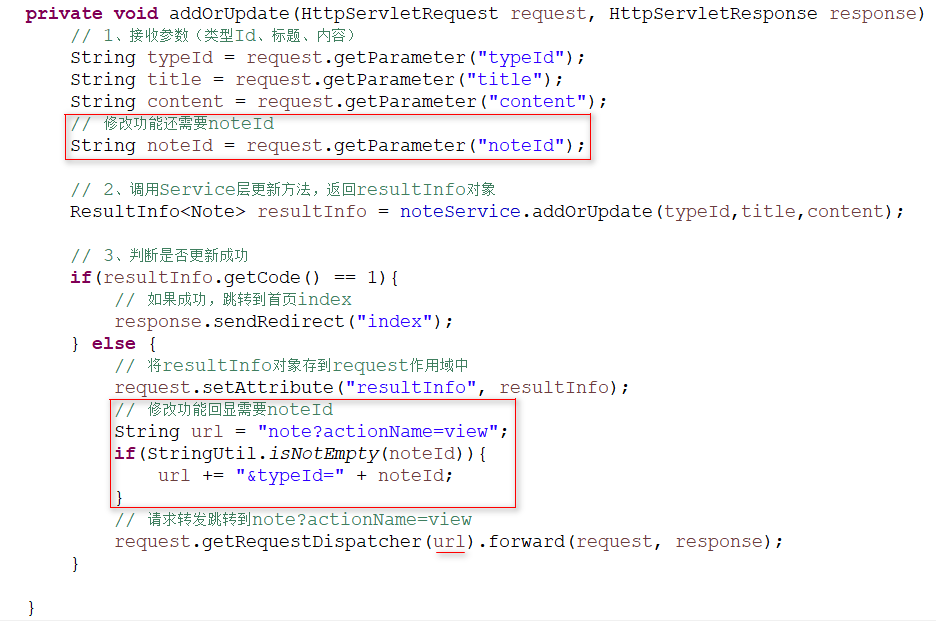 private void addOrUpdate(HttpServletRequest request, HttpServletResponse response)
// 1、接收参数（类型Id、标题、内容）
String typeId = request.getParameter("typeId");
String title = request.getParameter("title");
String content = request.getParameter("content");
// 修改功能还需要noteId
String noteId = request.getParameter("noteId");
// 2、调用Service层更新方法，返回resultInfo对象
ResultInfo<Note> resultInfo = noteService.addOrUpdate(typeId,title,content);
// 3、判断是否更新成功
if(resultInfo.getCode() == 1){
// 如果成功，跳转到首页index
response.sendRedirect("index");
} else {
// 将resultInfo对象存到request作用域中
request.setAttribute("resultInfo", resultInfo);
// 修改功能回显需要noteId
String url = "note?actionName=view";
if(StringUtil.isNotEmpty(noteId)){
url += "&typeId=" + noteId;
}
// 请求转发跳转到note?actionName=view
request.getRequestDispatcher(url).forward(request, response);
}
}